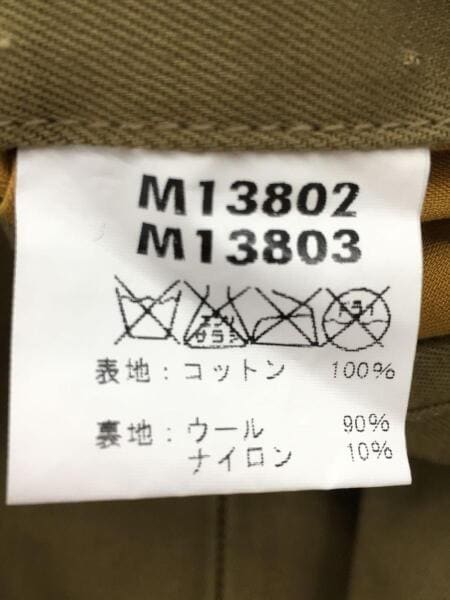 M13802
M13803
エンソ
サラシ
ドライ
表地：コットン 100%
裏地：ウール 90%
ナイロン 10%